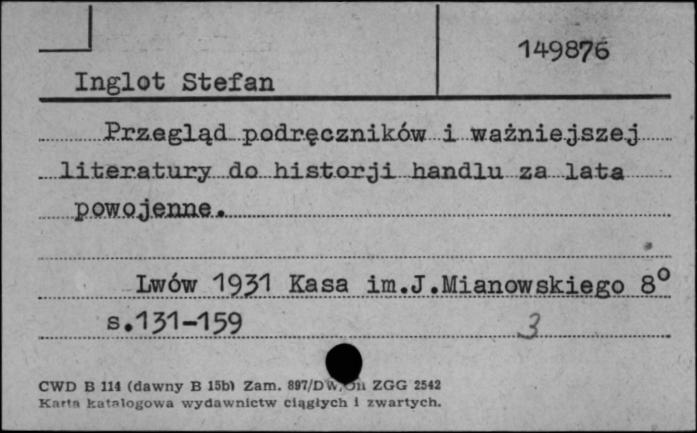 149876
Inglot Stefan
Przegląd podręczników i ważniejszej
literatury do historji handlu za lata
powojenne.
Lwów 1931 Kasa im.J.Mianowskiego 8°
s.131-159
3
CWD B 114 (dawny B 15b) Zam. 897/DW, ZGG 2542
Karta katalogowa wydawnictw ciągłych i zwartych.